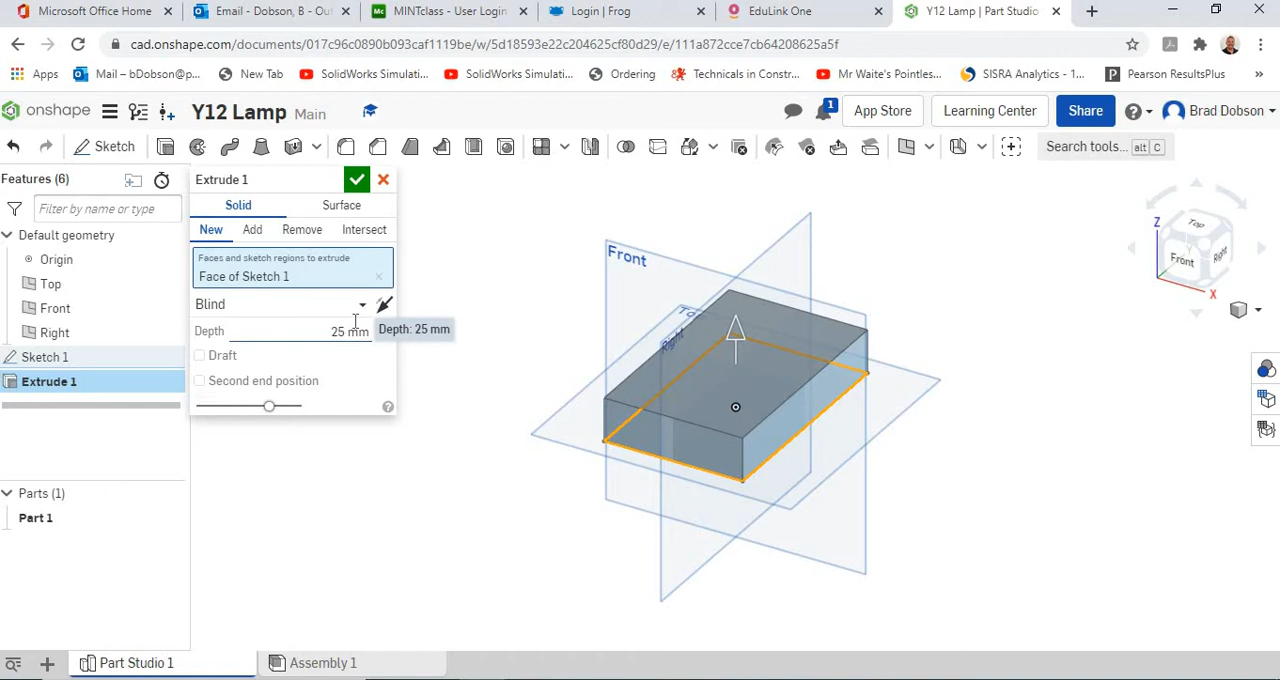 Microsoft Office Home
Email - Dobson, B - Out
MINTclass - User Login
Login | Frog
EduLink One
Y12 Lamp | Part Studio
cad.onshape.com/documents/017c96c0890b093caf1119be/w/5d18553e22c204625cf80d29/e/111a872cce7cb64208625a5f
Apps
Mail – bDobson@p...
New Tab
SolidWorks Simulati...
SolidWorks Simulati...
Ordering
Technicals in Constr...
Mr Waite's Pointles...
SISRA Analytics - 1...
Pearson ResultsPlus
»
onshape
Y12 Lamp Main
1
App Store
Learning Center
Share
Brad Dobson
Sketch
Search tools... alt C
Features (6)
Filter by name or type
Default geometry
Origin
Top
Front
Right
Sketch 1
Extrude 1
Parts (1)
Part 1
Extrude 1
Solid
Surface
New
Add
Remove
Intersect
Faces and sketch regions to extrude
Face of Sketch 1
Blind
Depth
25 mm
Depth: 25 mm
Draft
Second end position
Front
Right
Z
Top
Front
Right
X
Part Studio 1
Assembly 1